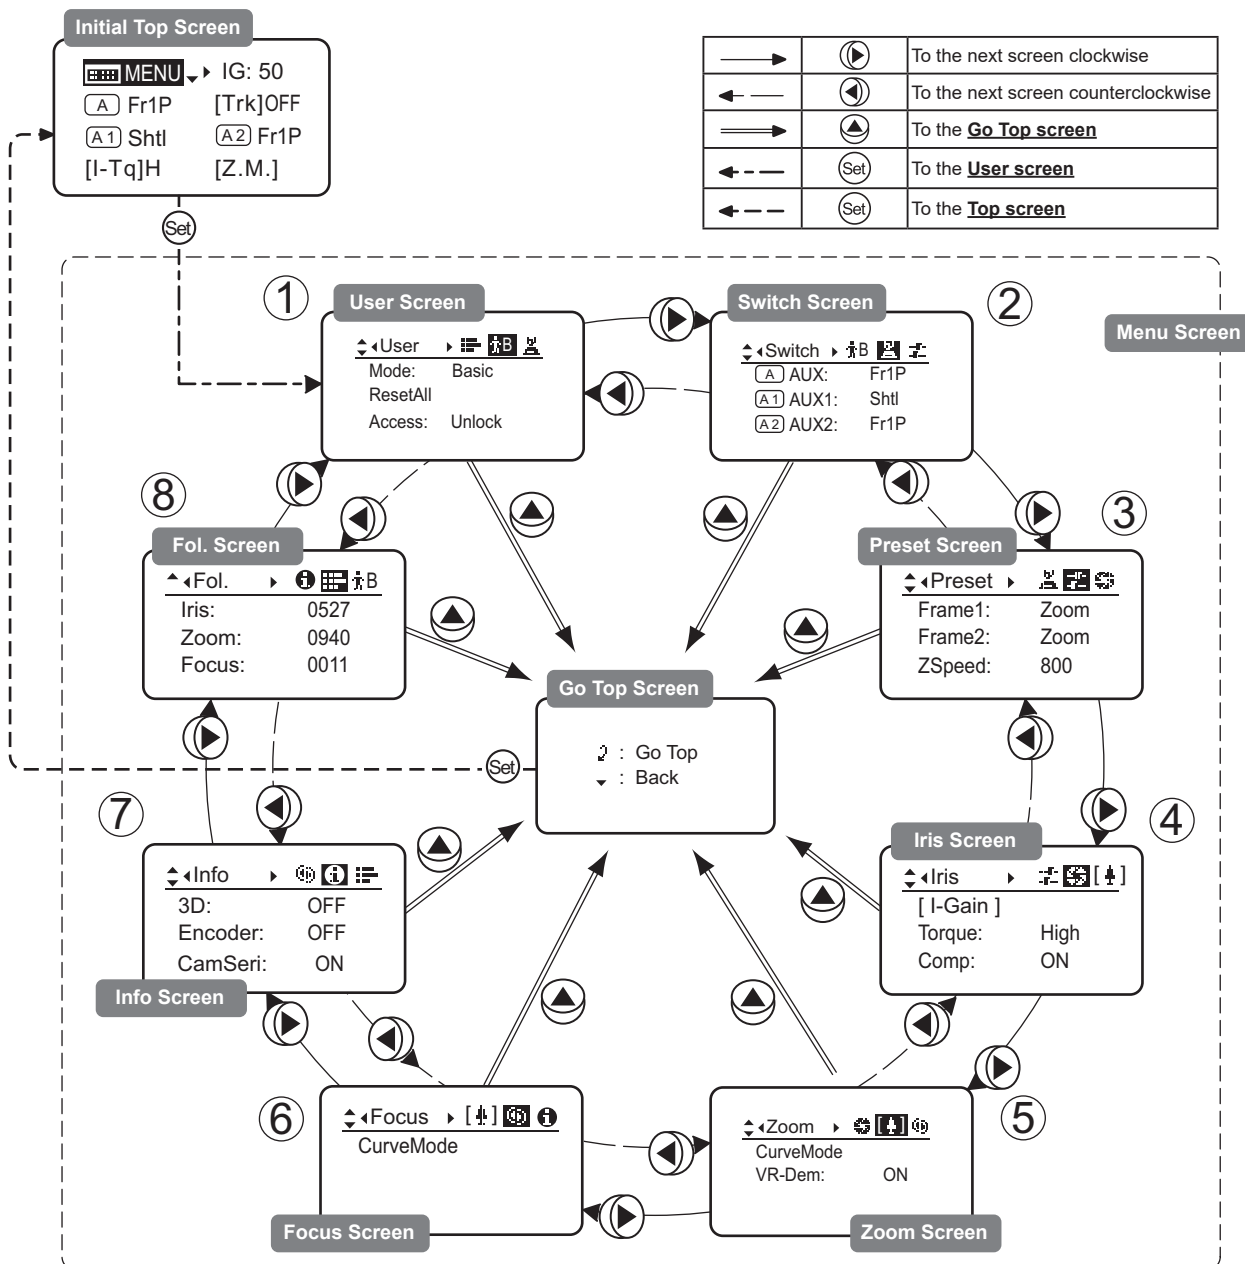 Initial Top Screen
MENU IG: 50
A Fr1P [Trk]OFF
A1 Shtl A2 Fr1P
[I-Tq]H [Z.M.]
Set
To the next screen clockwise
To the next screen counterclockwise
To the Go Top screen
Set To the User screen
Set To the Top screen
Menu Screen
1
User Screen
User B
Mode: Basic
ResetAll
Access: Unlock
2
Switch Screen
Switch B
A AUX: Fr1P
A1 AUX1: Shtl
A2 AUX2: Fr1P
8
Fol. Screen
Fol. B
Iris: 0527
Zoom: 0940
Focus: 0011
3
Preset Screen
Preset
Frame1: Zoom
Frame2: Zoom
ZSpeed: 800
Go Top Screen
: Go Top
: Back
Set
7
Info
3D: OFF
Encoder: OFF
CamSeri: ON
Info Screen
4
Iris Screen
Iris
[ I-Gain ]
Torque: High
Comp: ON
6
Focus
CurveMode
Focus Screen
5
Zoom
CurveMode
VR-Dem: ON
Zoom Screen